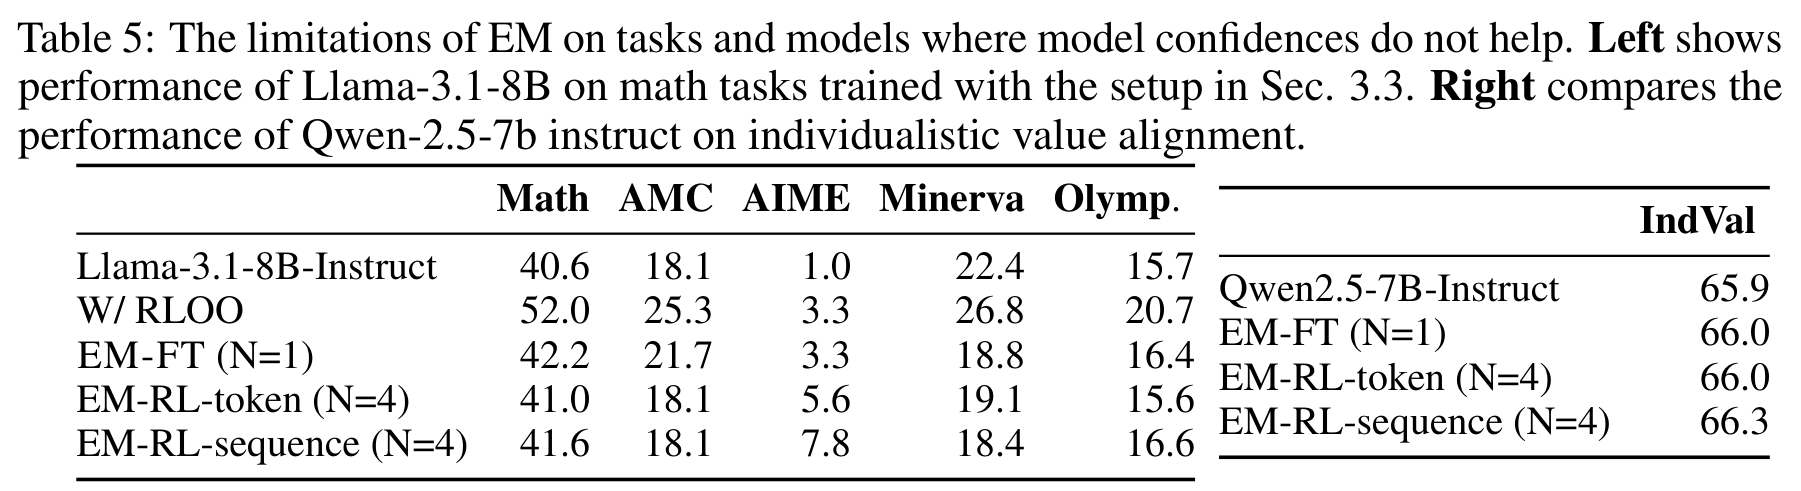 Table 5: The limitations of EM on tasks and models where model confidences do not help. Left shows
performance of Llama-3.1-8B on math tasks trained with the setup in Sec. 3.3. Right compares the
performance of Qwen-2.5-7b instruct on individualistic value alignment.
Math AMC AIME Minerva Olymp.
Llama-3.1-8B-Instruct 40.6 18.1 1.0 22.4 15.7
W/ RLOO 52.0 25.3 3.3 26.8 20.7
EM-FT (N=1) 42.2 21.7 3.3 18.8 16.4
EM-RL-token (N=4) 41.0 18.1 5.6 19.1 15.6
EM-RL-sequence (N=4) 41.6 18.1 7.8 18.4 16.6
IndVal
Qwen2.5-7B-Instruct 65.9
EM-FT (N=1) 66.0
EM-RL-token (N=4) 66.0
EM-RL-sequence (N=4) 66.3